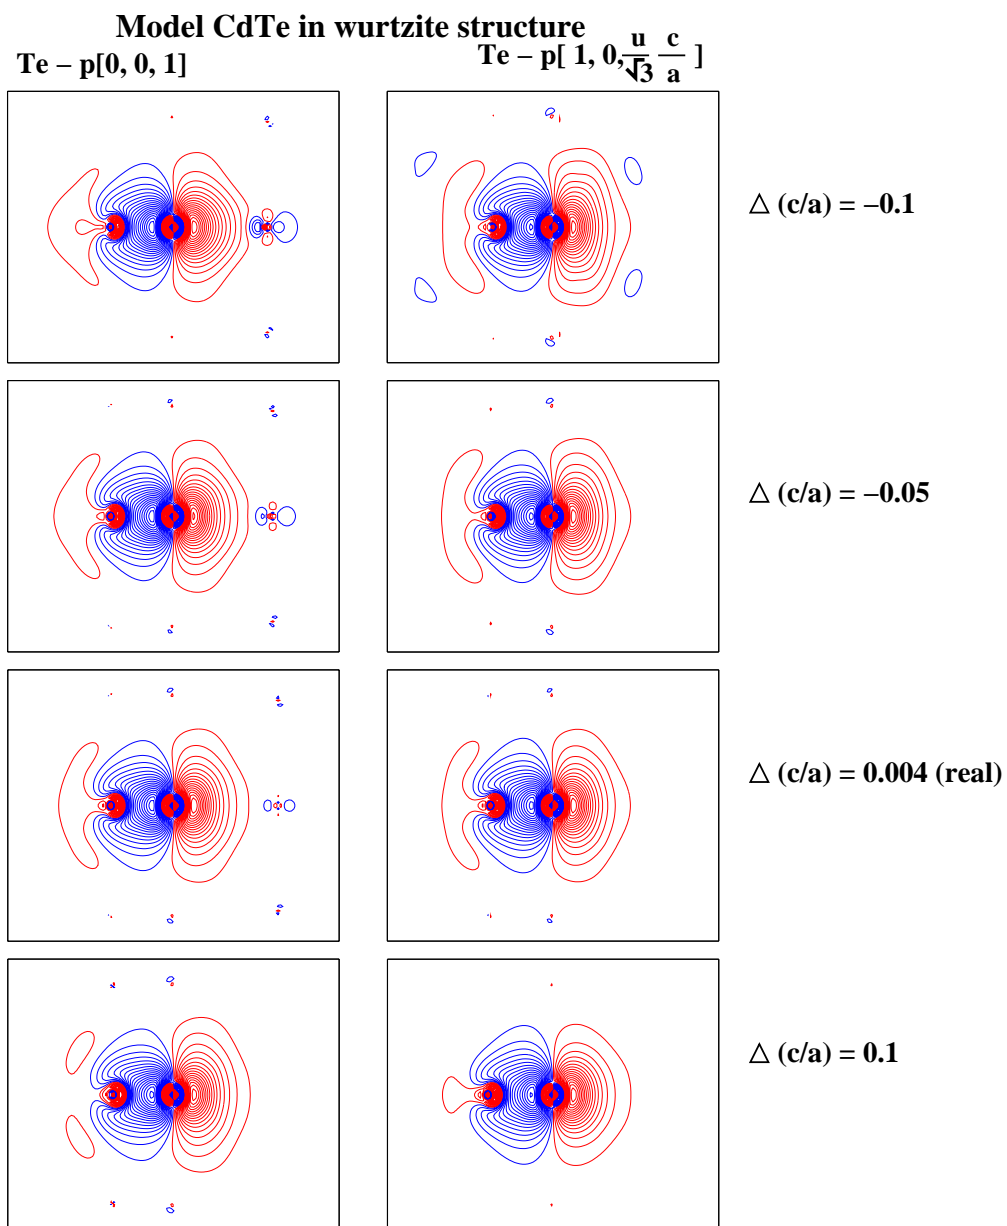 Model CdTe in wurtzite structure
Te − p[0, 0, 1]
Te − p[ 1, 0, u/√3 c/a ]
△ (c/a) = −0.1
△ (c/a) = −0.05
△ (c/a) = 0.004 (real)
△ (c/a) = 0.1